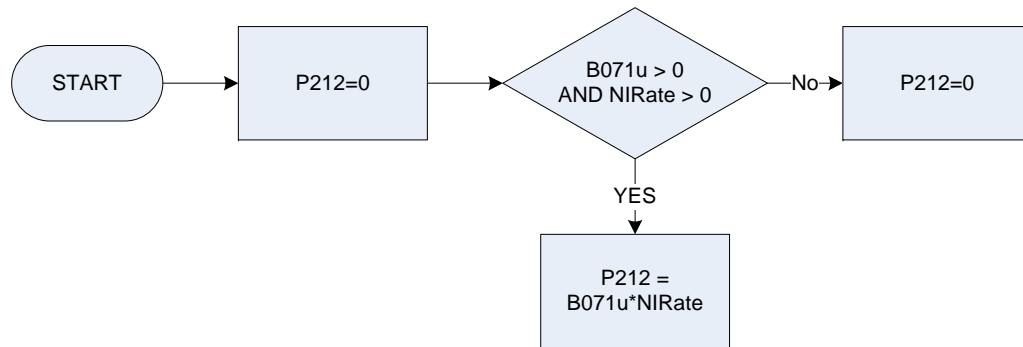 START
P212=0
B071u > 0
AND NIRate > 0
No
P212=0
YES
P212 =
B071u*NIRate